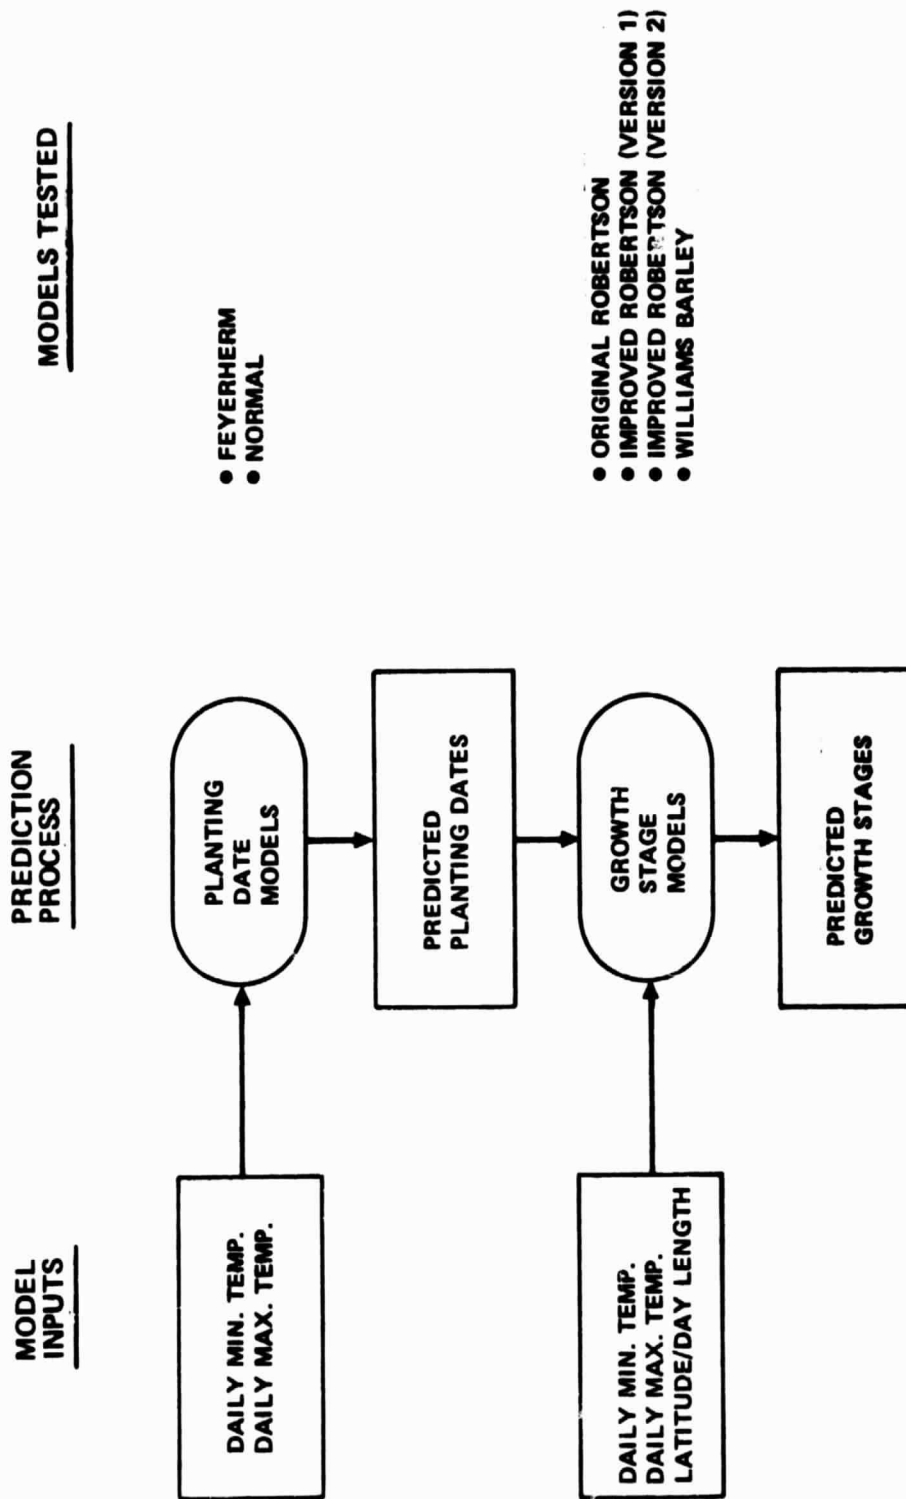 MODEL
INPUTS
PREDICTION
PROCESS
MODELS TESTED
DAILY MIN. TEMP.
DAILY MAX. TEMP.
PLANTING
DATE
MODELS
● FEYERHERM
● NORMAL
PREDICTED
PLANTING DATES
DAILY MIN. TEMP.
DAILY MAX. TEMP.
LATITUDE/DAY LENGTH
GROWTH
STAGE
MODELS
● ORIGINAL ROBERTSON
● IMPROVED ROBERTSON (VERSION 1)
● IMPROVED ROBERTSON (VERSION 2)
● WILLIAMS BARLEY
PREDICTED
GROWTH STAGES